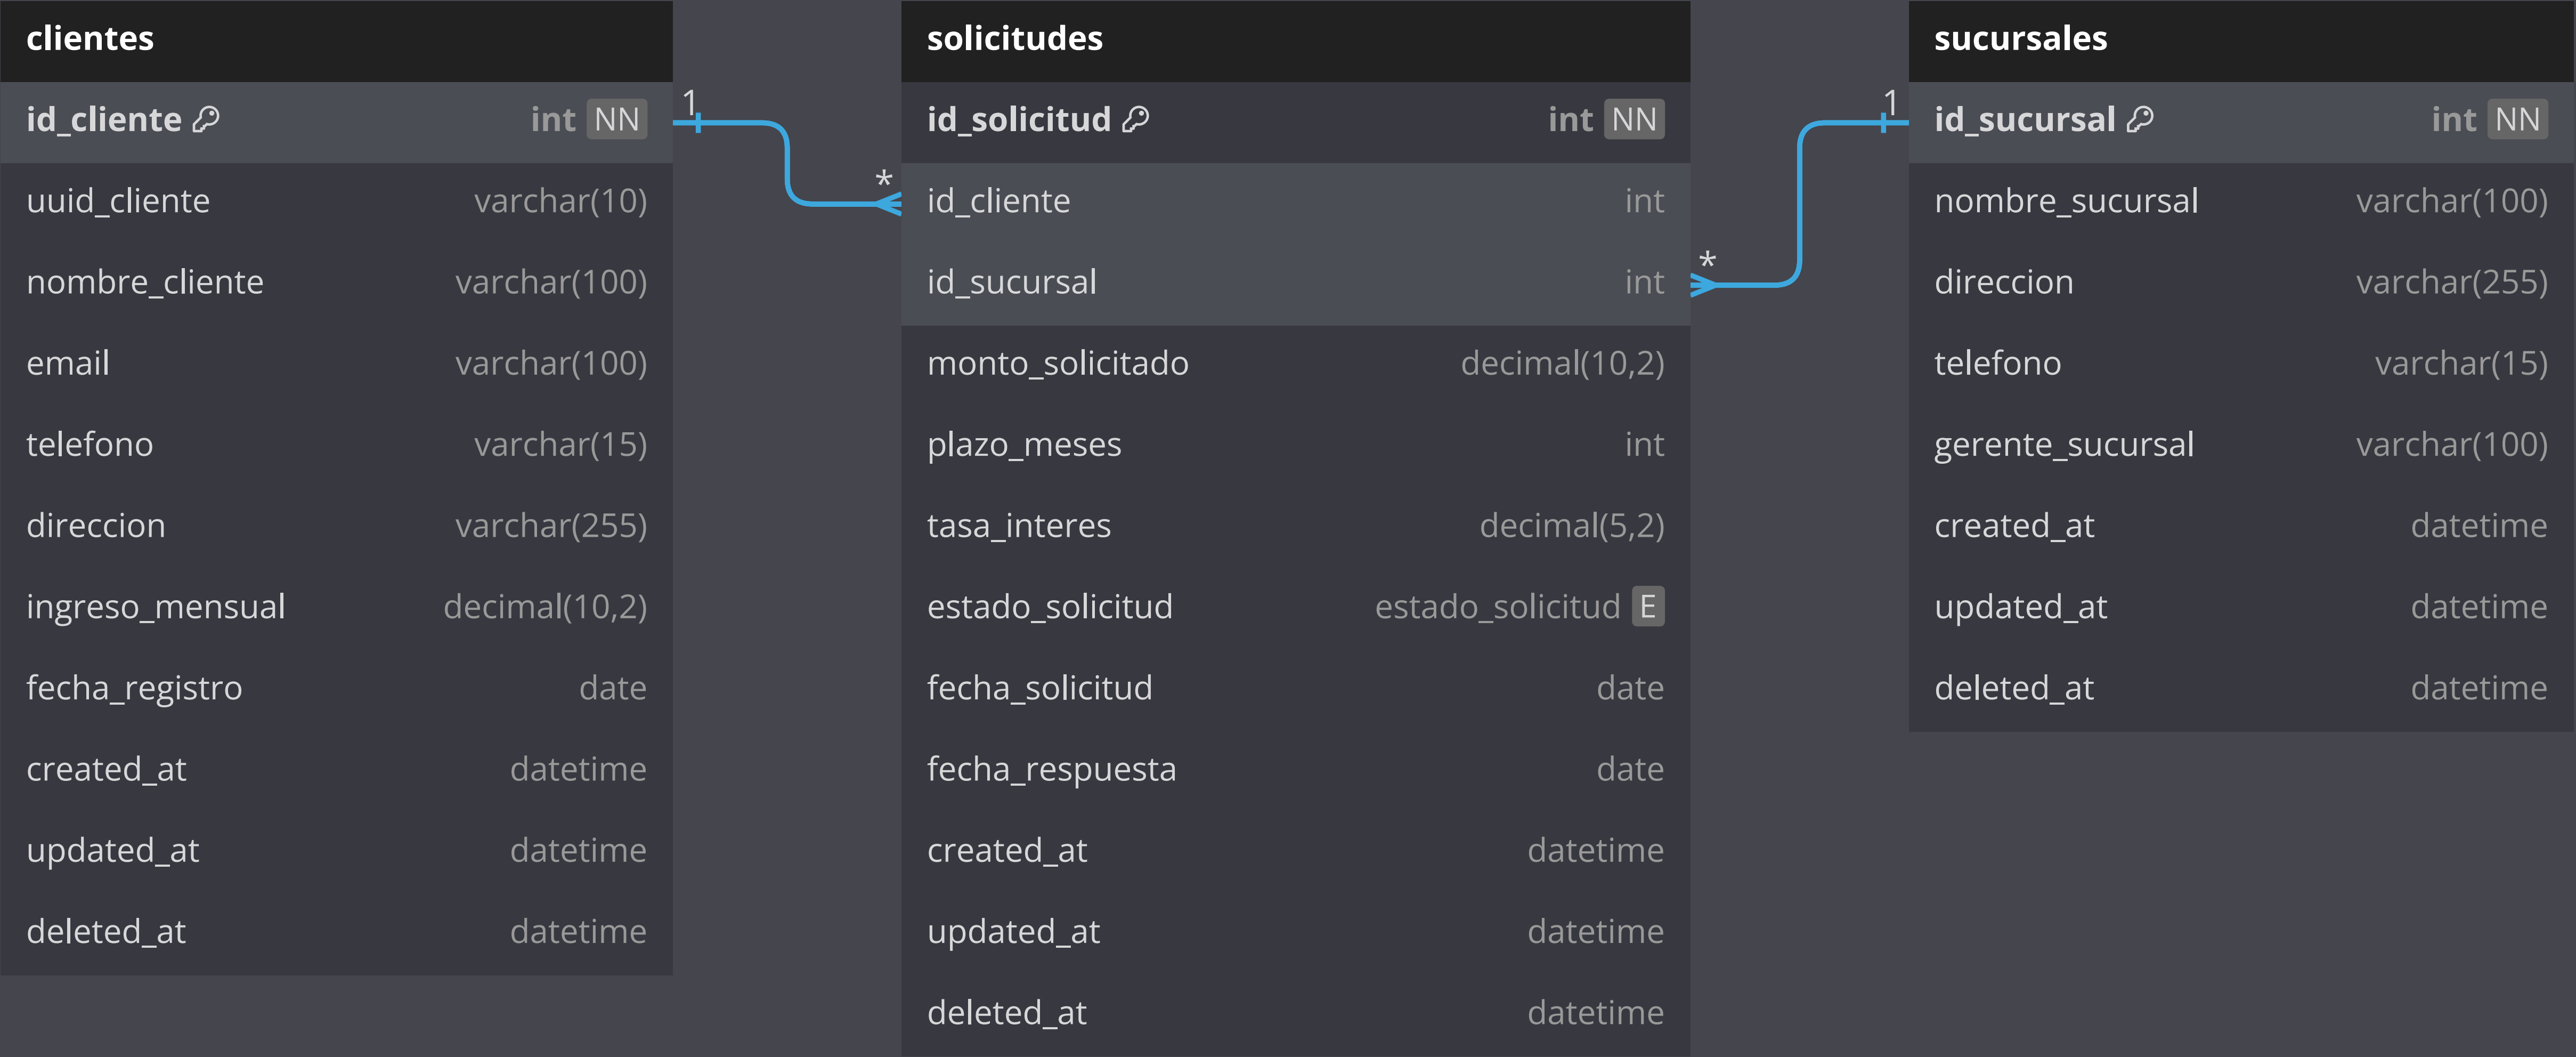 clientes
id_cliente int NN
uuid_cliente varchar(10)
nombre_cliente varchar(100)
email varchar(100)
telefono varchar(15)
direccion varchar(255)
ingreso_mensual decimal(10,2)
fecha_registro date
created_at datetime
updated_at datetime
deleted_at datetime
1
*
solicitudes
id_solicitud int NN
id_cliente int
id_sucursal int
monto_solicitado decimal(10,2)
plazo_meses int
tasa_interes decimal(5,2)
estado_solicitud estado_solicitud E
fecha_solicitud date
fecha_respuesta date
created_at datetime
updated_at datetime
deleted_at datetime
*
1
sucursales
id_sucursal int NN
nombre_sucursal varchar(100)
direccion varchar(255)
telefono varchar(15)
gerente_sucursal varchar(100)
created_at datetime
updated_at datetime
deleted_at datetime